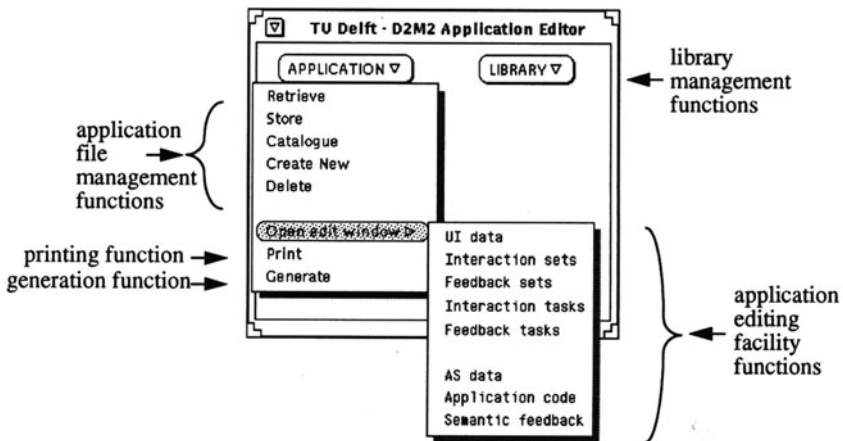 TU Delft - D2M2 Application Editor
APPLICATION
LIBRARY
library
management
functions
Retrieve
Store
Catalogue
Create New
Delete
application
file
management
functions
Open edit window
Print
Generate
printing function
generation function
UI data
Interaction sets
Feedback sets
Interaction tasks
Feedback tasks
AS data
Application code
Semantic feedback
application
editing
facility
functions